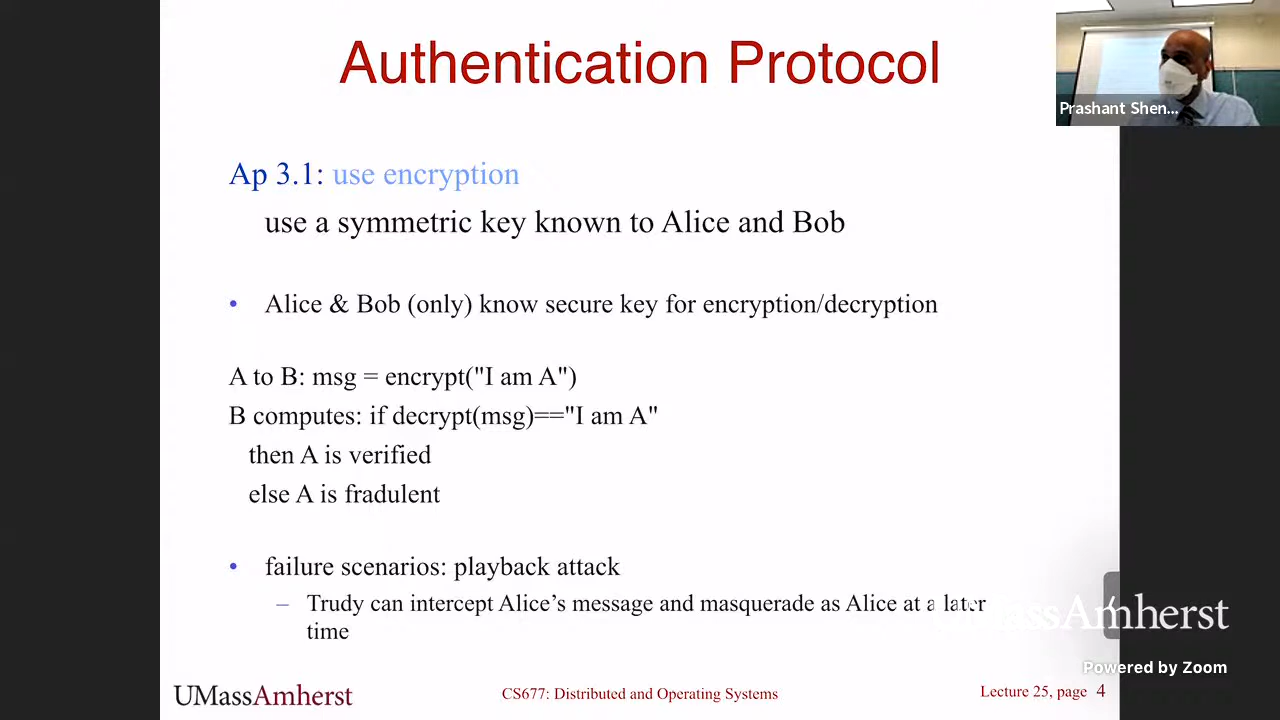 Authentication Protocol
Prashant Shen...
Ap 3.1: use encryption
use a symmetric key known to Alice and Bob
• Alice & Bob (only) know secure key for encryption/decryption
A to B: msg = encrypt("I am A")
B computes: if decrypt(msg)=="I am A"
then A is verified
else A is fradulent
• failure scenarios: playback attack
– Trudy can intercept Alice's message and masquerade as Alice at a later
time
UMassAmherst
Powered by Zoom
UMassAmherst
CS677: Distributed and Operating Systems
Lecture 25, page 4